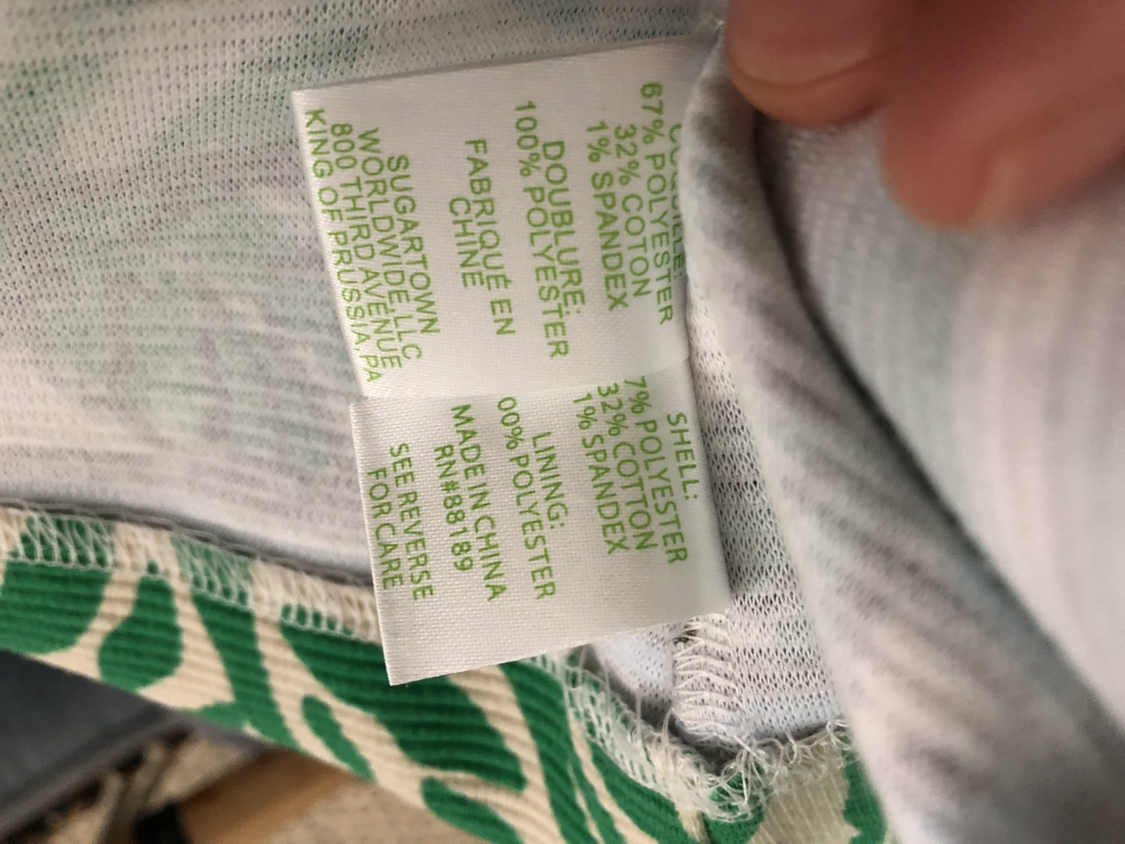 67% POLYESTER
32% COTON
1% SPANDEX
DOUBLURE:
100% POLYESTER
FABRIQUÉ EN
CHINE
SUGARTOWN
WORLDWIDE, LLC
800 THIRD AVENUE
KING OF PRUSSIA, PA
SHELL:
7% POLYESTER
32% COTTON
1% SPANDEX
LINING:
00% POLYESTER
MADE IN CHINA
RN#88189
SEE REVERSE
FOR CARE